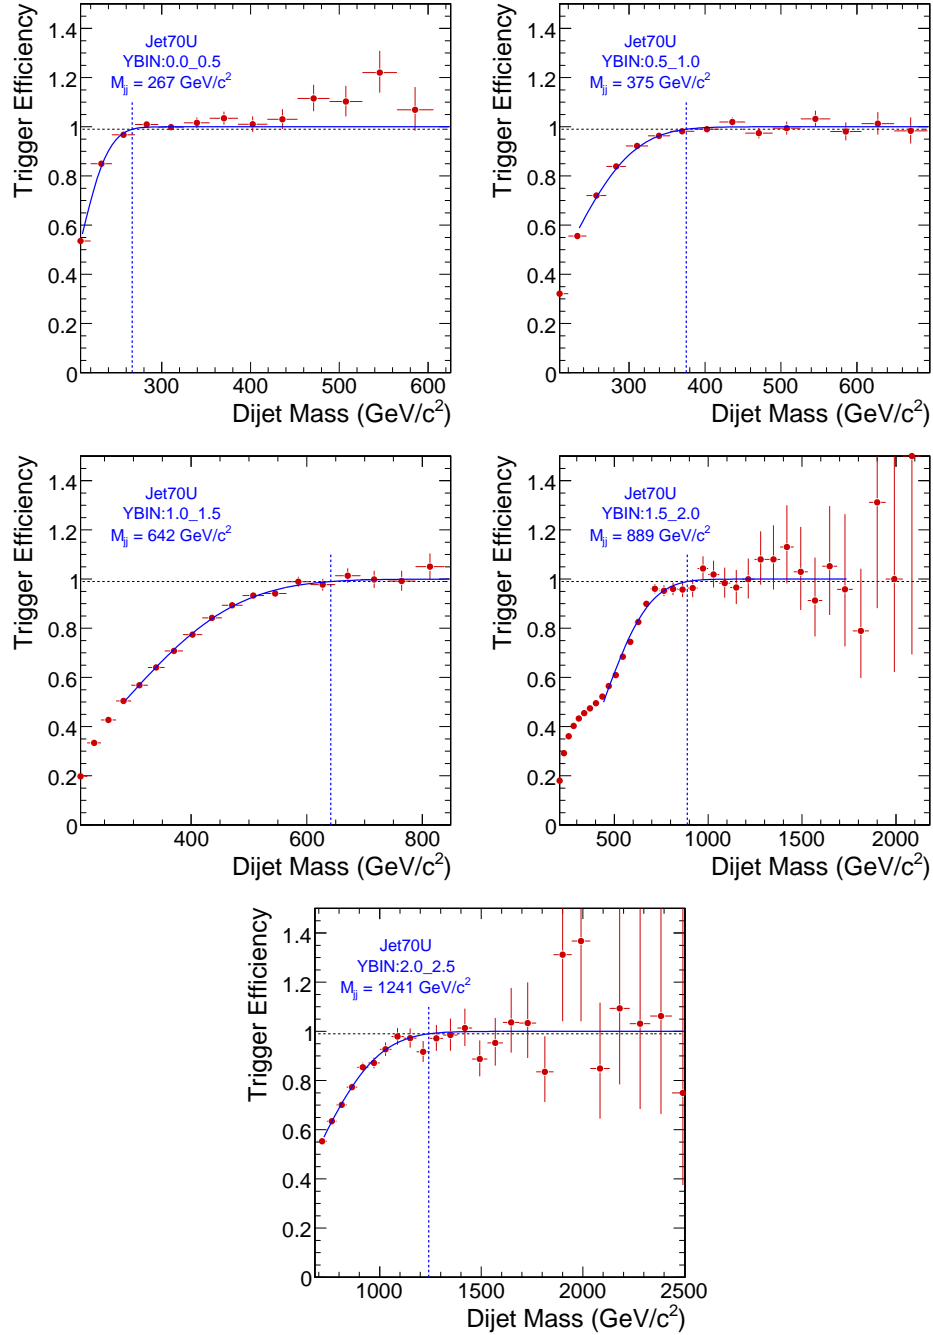 Trigger Efficiency
1.4
1.2
1
0.8
0.6
0.4
0.2
0
Jet70U
YBIN:0.0_0.5
M_jj = 267 GeV/c²
300 400 500 600
Dijet Mass (GeV/c²)
Trigger Efficiency
1.4
1.2
1
0.8
0.6
0.4
0.2
0
Jet70U
YBIN:0.5_1.0
M_jj = 375 GeV/c²
300 400 500 600
Dijet Mass (GeV/c²)
Trigger Efficiency
1.4
1.2
1
0.8
0.6
0.4
0.2
0
Jet70U
YBIN:1.0_1.5
M_jj = 642 GeV/c²
400 600 800
Dijet Mass (GeV/c²)
Trigger Efficiency
1.4
1.2
1
0.8
0.6
0.4
0.2
0
Jet70U
YBIN:1.5_2.0
M_jj = 889 GeV/c²
500 1000 1500 2000
Dijet Mass (GeV/c²)
Trigger Efficiency
1.4
1.2
1
0.8
0.6
0.4
0.2
0
Jet70U
YBIN:2.0_2.5
M_jj = 1241 GeV/c²
1000 1500 2000 2500
Dijet Mass (GeV/c²)